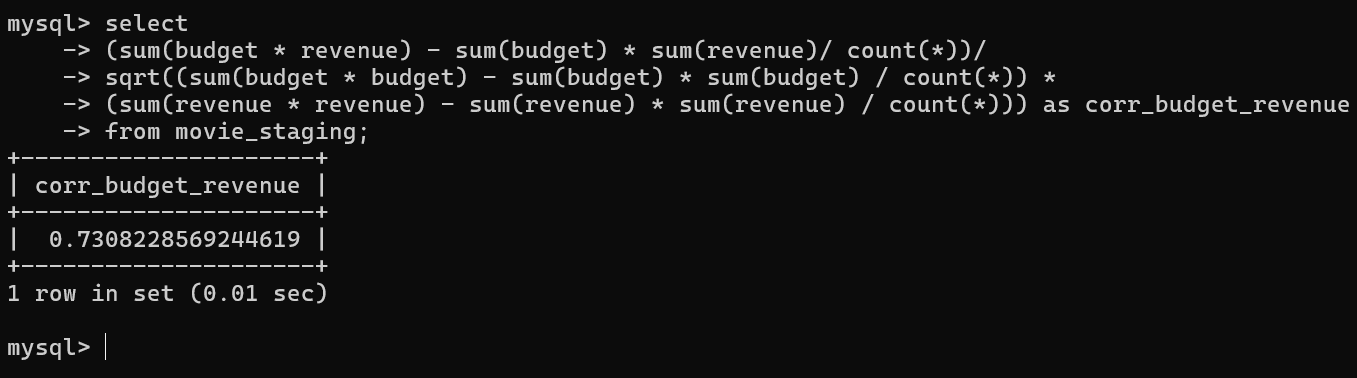 mysql> select
    -> (sum(budget * revenue) - sum(budget) * sum(revenue)/ count(*))/
    -> sqrt((sum(budget * budget) - sum(budget) * sum(budget) / count(*)) *
    -> (sum(revenue * revenue) - sum(revenue) * sum(revenue) / count(*))) as corr_budget_revenue
    -> from movie_staging;
+---------------------+
| corr_budget_revenue |
+---------------------+
|  0.7308228569244619 |
+---------------------+
1 row in set (0.01 sec)

mysql>